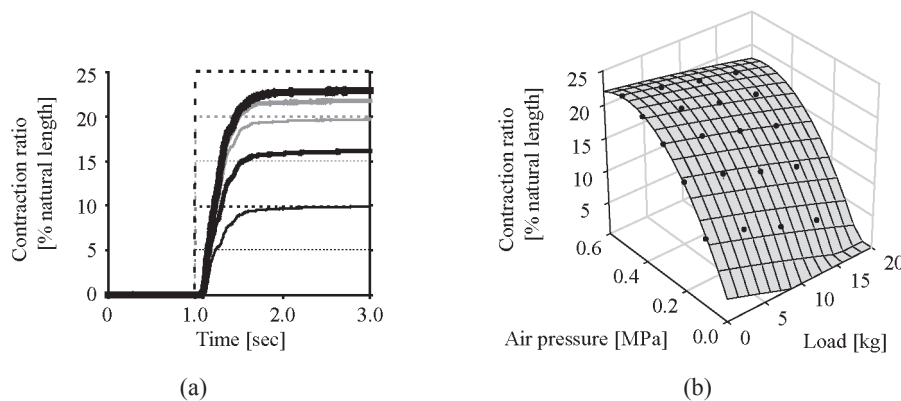 Contraction ratio
[% natural length]
25
20
15
10
5
0
0
1.0
2.0
3.0
Time [sec]
(a)
Contraction ratio
[% natural length]
25
20
15
10
5
0.6
0.4
0.2
0.0
Air pressure [MPa]
0
5
10
15
20
Load [kg]
(b)